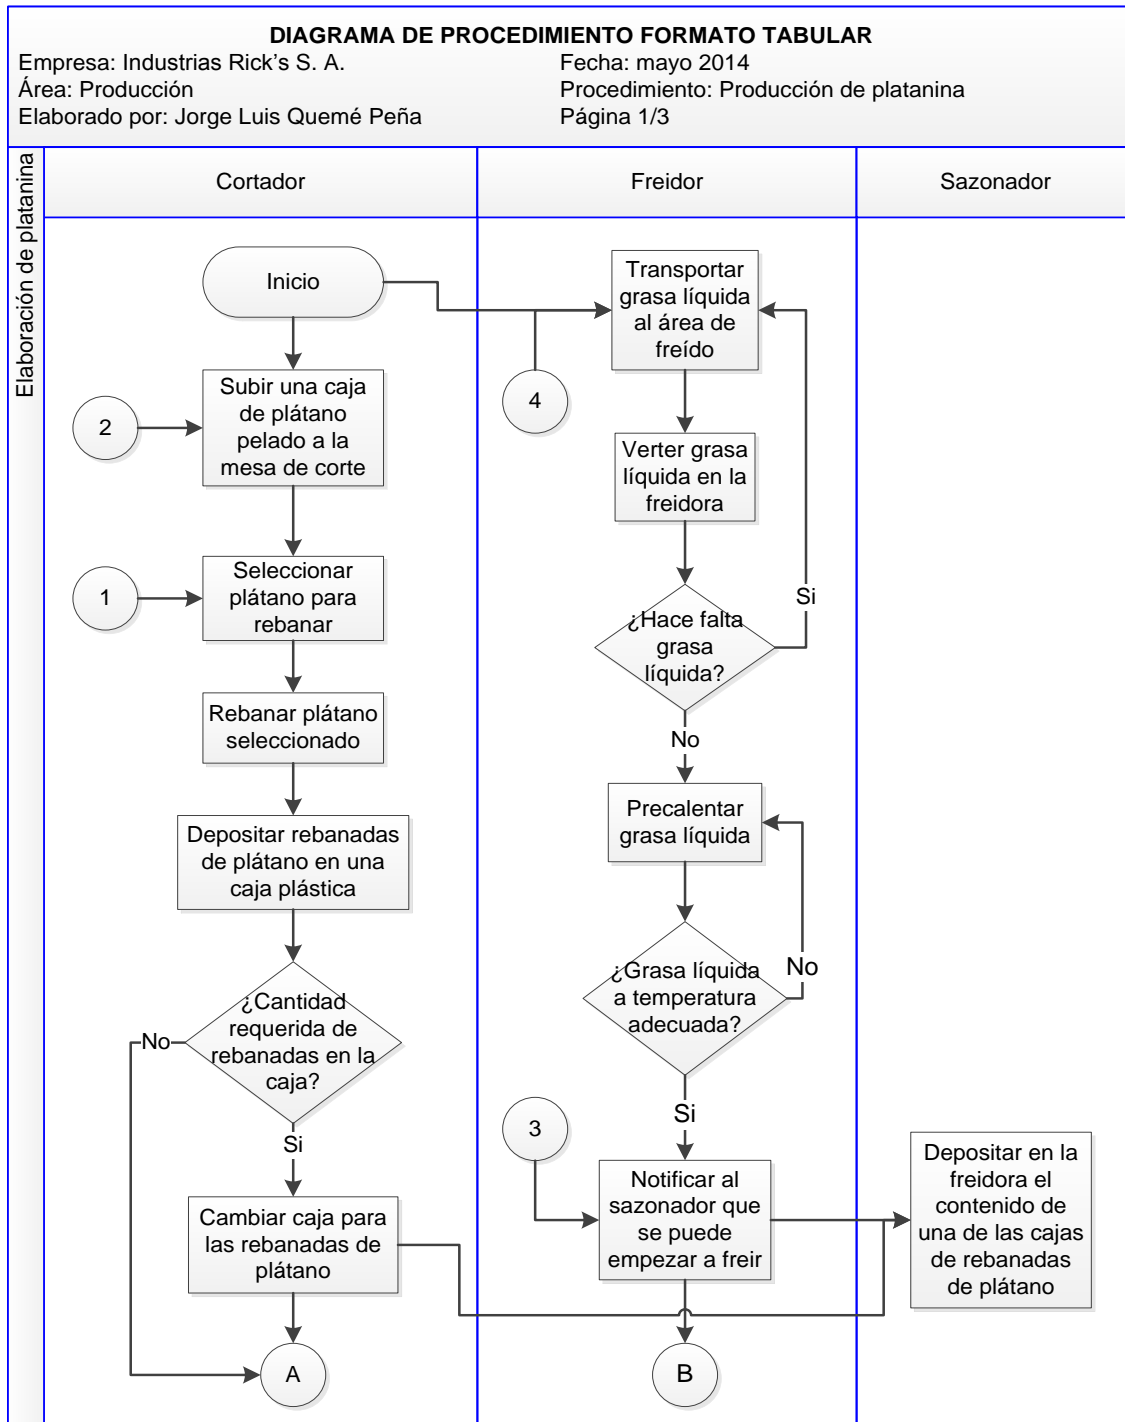 DIAGRAMA DE PROCEDIMIENTO FORMATO TABULAR
Empresa: Industrias Rick's S. A.
Fecha: mayo 2014
Área: Producción
Procedimiento: Producción de platanina
Elaborado por: Jorge Luis Quemé Peña
Página 1/3
Elaboración de platanina
Cortador
Freidor
Sazonador
Inicio
Subir una caja
de plátano
pelado a la
mesa de corte
2
Seleccionar
plátano para
rebanar
1
Rebanar plátano
seleccionado
Depositar rebanadas
de plátano en una
caja plástica
¿Cantidad
requerida de
rebanadas en la
caja?
No
Si
Cambiar caja para
las rebanadas de
plátano
A
Transportar
grasa líquida
al área de
freído
4
Verter grasa
líquida en la
freidora
¿Hace falta
grasa
líquida?
Si
No
Precalentar
grasa líquida
¿Grasa líquida
a temperatura
adecuada?
No
Si
3
Notificar al
sazonador que
se puede
empezar a freir
B
Depositar en la
freidora el
contenido de
una de las cajas
de rebanadas
de plátano